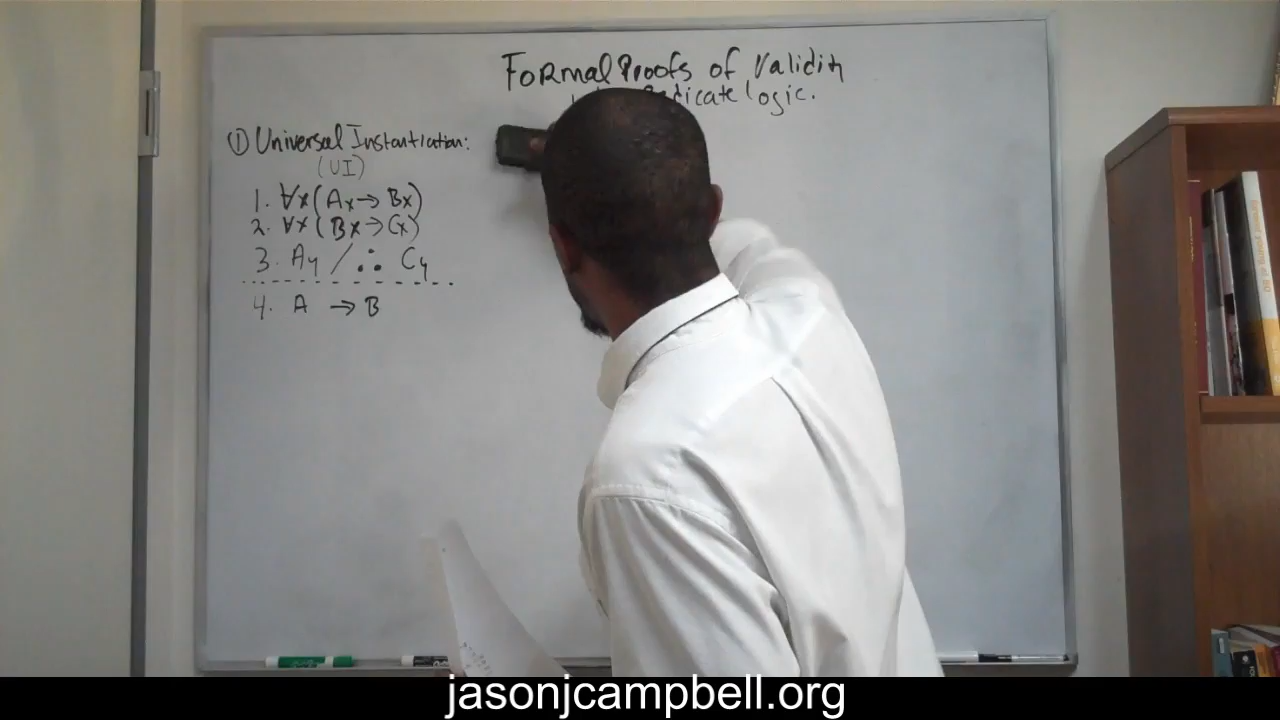 Formal Proofs of Validity
Predicate logic.
① Universal Instantiation:
(UI)
1. ∀x(Ax→Bx)
2. ∀x(Bx→Cx)
3. Ay / ∴ Cy
4. A → B
jasonjcampbell.org